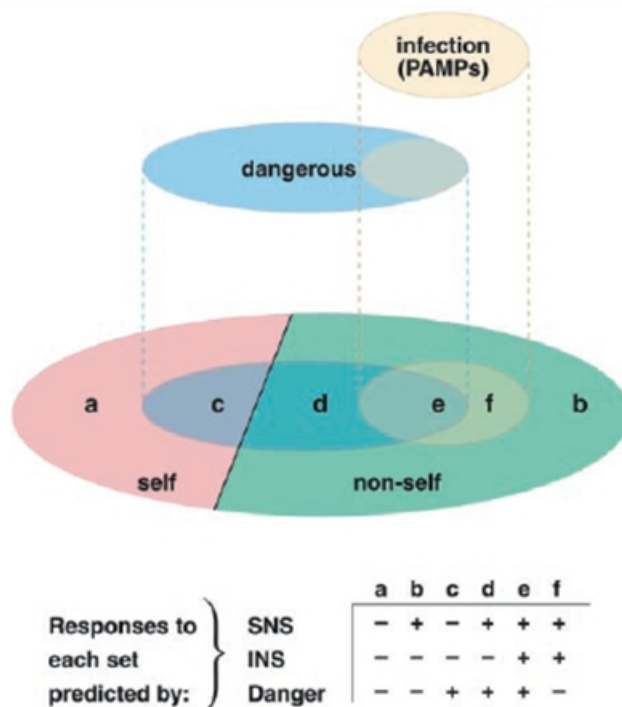 infection
(PAMPs)
dangerous
a c d e f b
self non-self
a b c d e f
Responses to } SNS – + – + + +
each set INS – – – – + +
predicted by: Danger – – + + + –